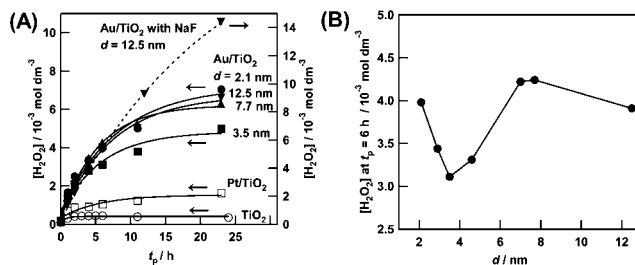 (A)
[H₂O₂] / 10⁻³ mol dm⁻³
10
8
6
4
2
0
Au/TiO₂ with NaF
d = 12.5 nm
Au/TiO₂
d = 2.1 nm
12.5 nm
7.7 nm
3.5 nm
Pt/TiO₂
TiO₂
14
12
10
8
6
4
2
0
[H₂O₂] / 10⁻³ mol dm⁻³
0 5 10 15 20 25
tₚ / h
(B)
[H₂O₂] at tₚ = 6 h / 10⁻³ mol dm⁻³
5.0
4.5
4.0
3.5
3.0
2.5
2 4 6 8 10 12
d / nm